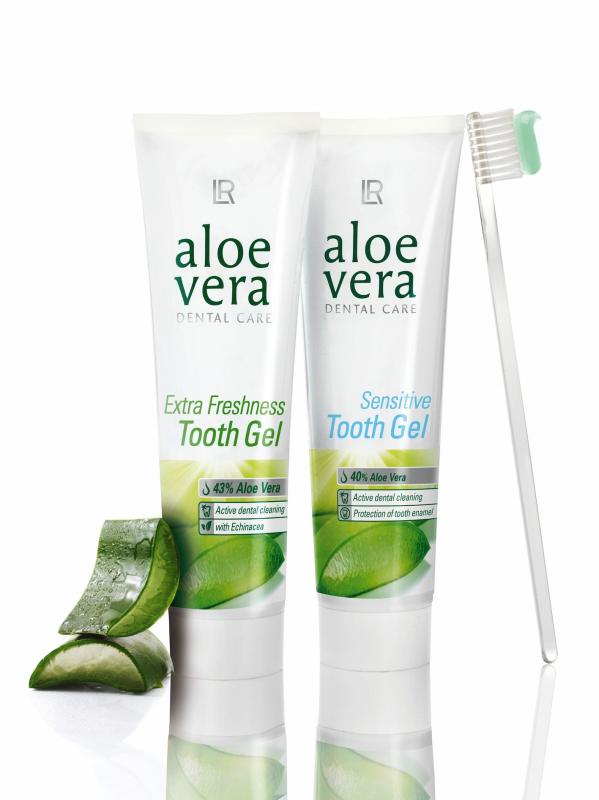 LR
aloe
vera
DENTAL CARE
Extra Freshness
Tooth Gel
43% Aloe Vera
Active dental cleaning
with Echinacea
LR
aloe
vera
DENTAL CARE
Sensitive
Tooth Gel
40% Aloe Vera
Active dental cleaning
Protection of tooth enamel